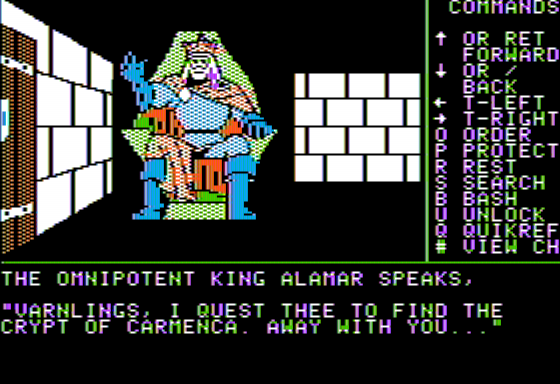 COMMANDS
↑ OR RET
FORWARD
↓ OR /
BACK
← T-LEFT
→ T-RIGHT
O ORDER
P PROTECT
R REST
S SEARCH
B BASH
U UNLOCK
Q QUIKREF
# VIEW CH
THE OMNIPOTENT KING ALAMAR SPEAKS,
"VARNLINGS, I QUEST THEE TO FIND THE
CRYPT OF CARMENCA. AWAY WITH YOU..."